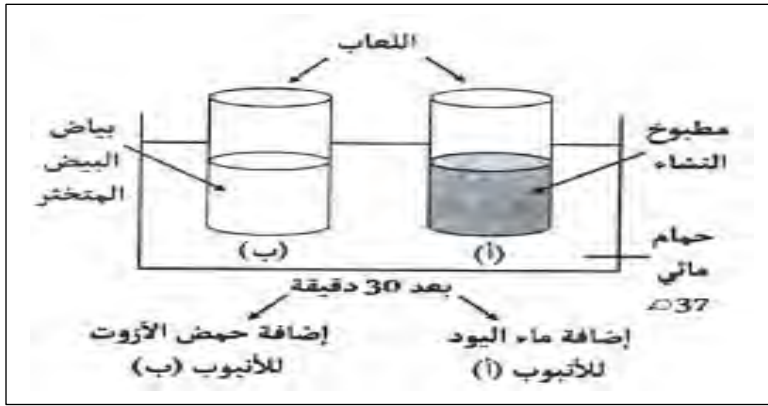 اللعاب
مطبوخ
النشاء
بياض
البيض
المتخثر
(أ)
(ب)
حمام
مائي
37°
بعد 30 دقيقة
إضافة ماء اليود
للأنبوب (أ)
إضافة حمض الآزوت
للأنبوب (ب)